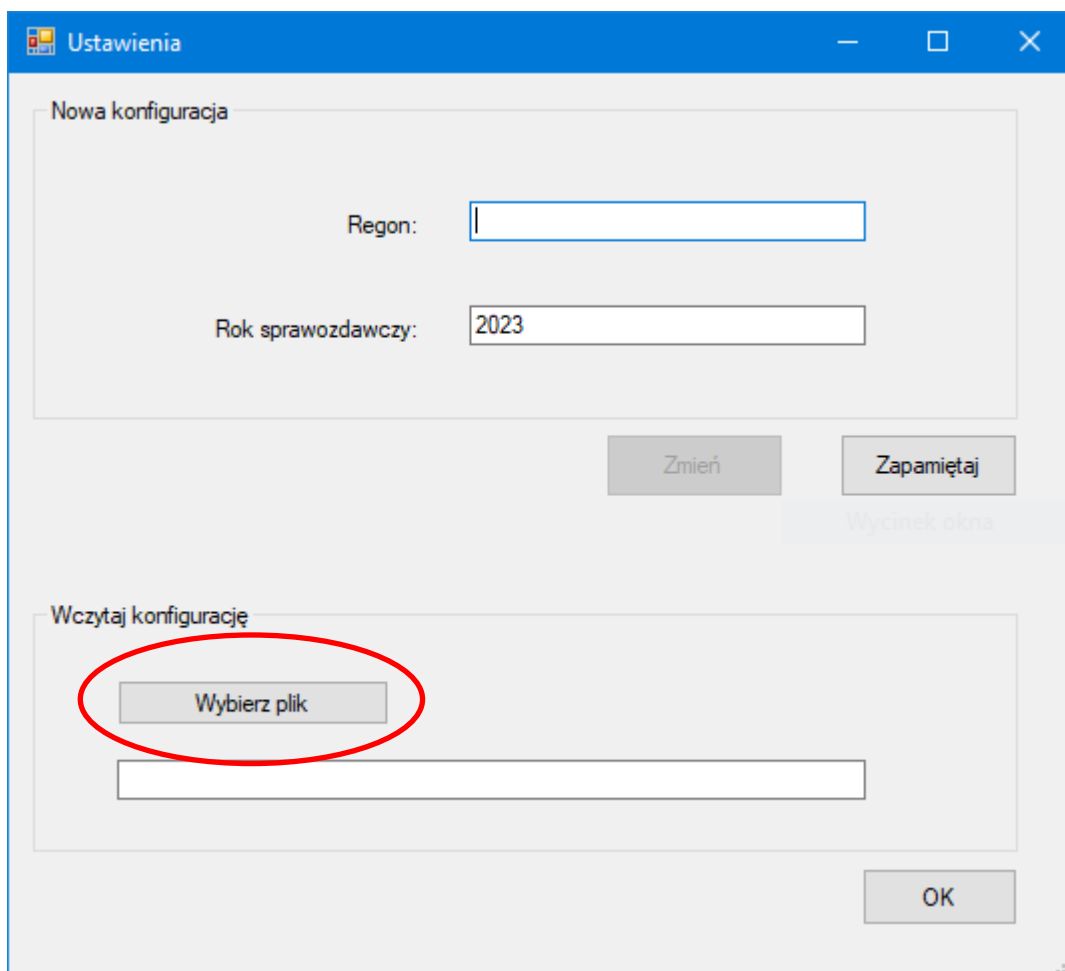 Ustawienia
Nowa konfiguracja
Regon:
Rok sprawozdawczy: 2023
Zmień Zapamiętaj
Wycinek okna
Wczytaj konfigurację
Wybierz plik
OK